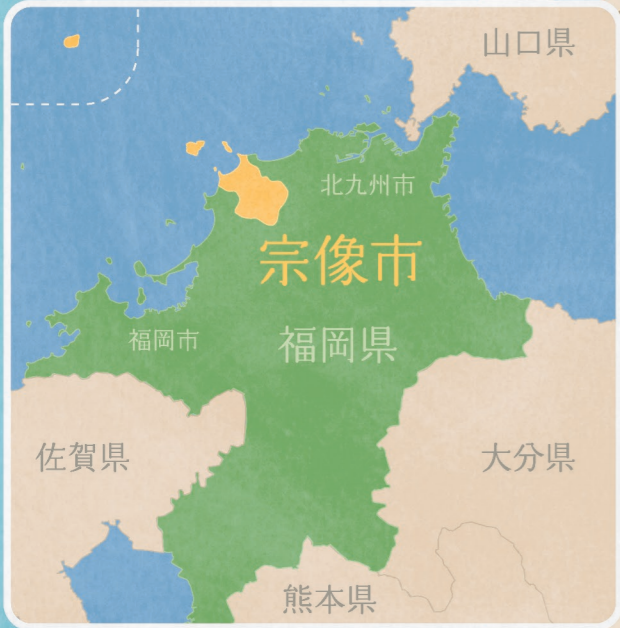 山口県
北九州市
宗像市
福岡市
福岡県
佐賀県
大分県
熊本県